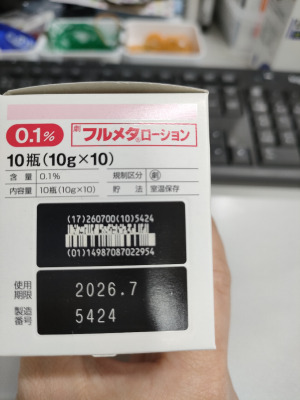 0.1% 劇 フルメタローション
10瓶(10g×10)
含 量 0.1% 規制区分 劇
内容量 10瓶(10g×10) 貯 法 室温保存
(17)260700(10)5424
(01)14987087022954
使用期限 2026.7
製造番号 5424